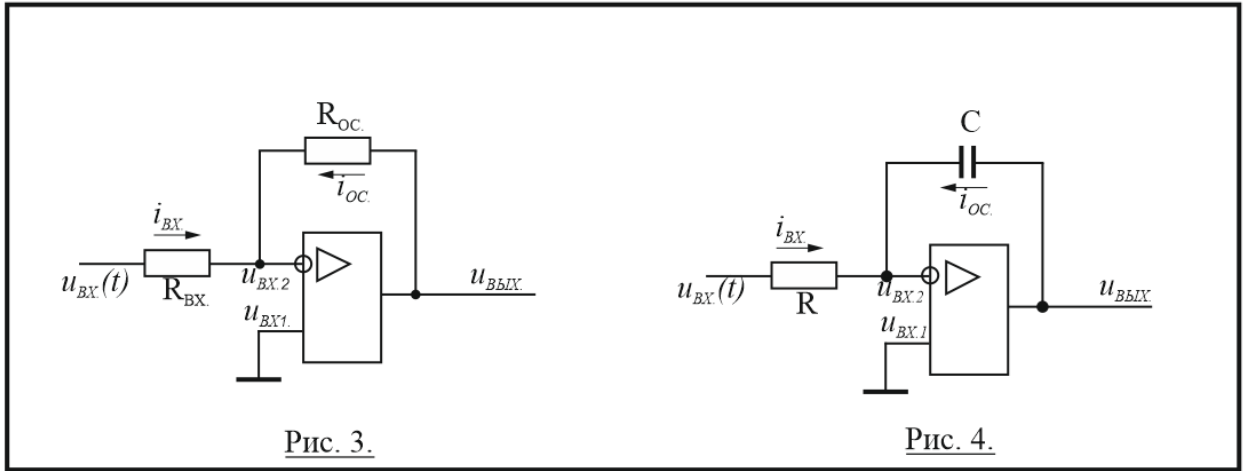 R_ОС.
i_ОС.
i_ВХ.
u_ВХ.(t)
R_ВХ.
u_ВХ.2
u_ВХ1.
u_ВЫХ.
Рис. 3.
C
i_ОС.
i_ВХ.
u_ВХ.(t)
R
u_ВХ.2
u_ВХ.1
u_ВЫХ.
Рис. 4.